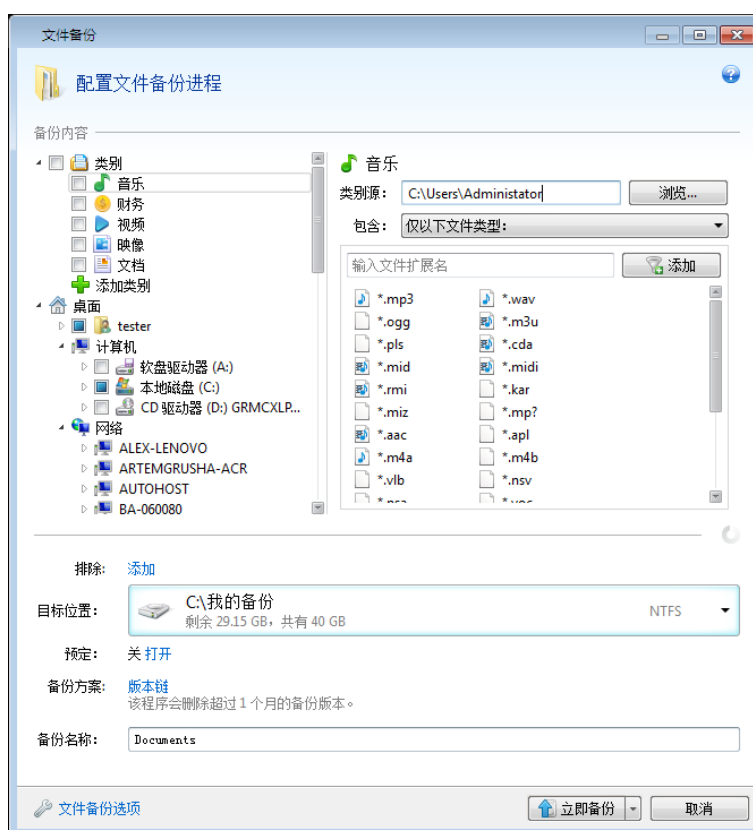 文件备份
配置文件备份进程
备份内容
类别
音乐
财务
视频
映像
文档
添加类别
桌面
tester
计算机
软盘驱动器 (A:)
本地磁盘 (C:)
CD 驱动器 (D:) GRMCXLP...
网络
ALEX-LENOVO
ARTEMGRUSHA-ACR
AUTOHOST
BA-060080
音乐
类别源： C:\Users\Administator 浏览...
包含： 仅以下文件类型：
输入文件扩展名 添加
*.mp3 *.wav
*.ogg *.m3u
*.pls *.cda
*.mid *.midi
*.rmi *.kar
*.miz *.mp?
*.aac *.apl
*.m4a *.m4b
*.vlb *.nsv
排除: 添加
目标位置： C:\我的备份 NTFS
剩余 29.15 GB，共有 40 GB
预定： 关 打开
备份方案: 版本链
该程序会删除超过 1 个月的备份版本。
备份名称： Documents
文件备份选项 立即备份 取消